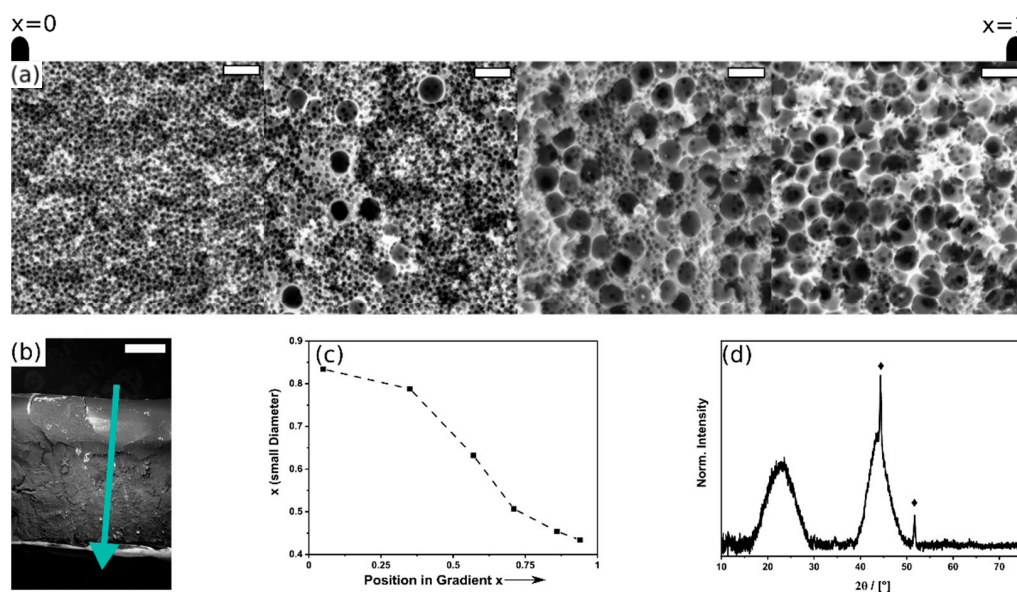 x=0
x=1
(a)
(b)
(c)
(d)
0.9
0.8
0.7
0.6
0.5
0.4
x (small Diameter)
0
0.25
0.5
0.75
1
Position in Gradient x
Norm. Intensity
10
20
30
40
50
60
70
2θ / [°]